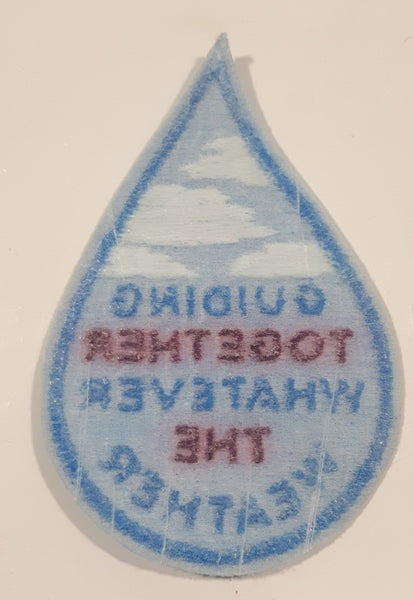 GUIDING
TOGETHER
WHATEVER
THE
WEATHER